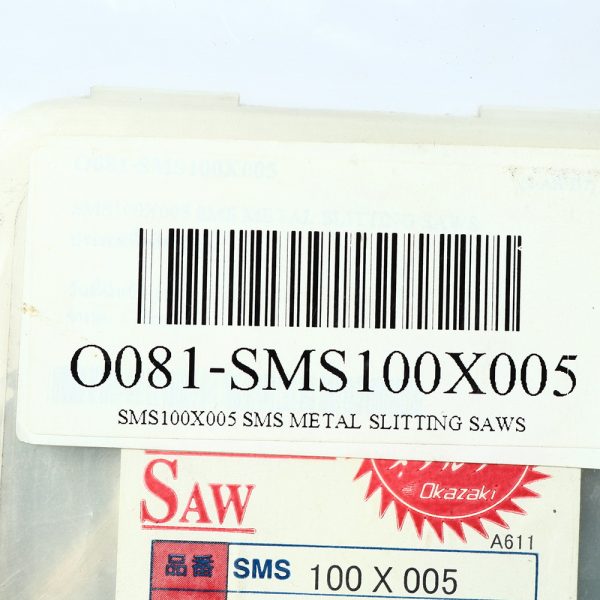 O081-SMS100X005
SMS100X005 SMS METAL SLITTING SAWS
SAW
Okazaki
A611
品番 SMS 100 X 005